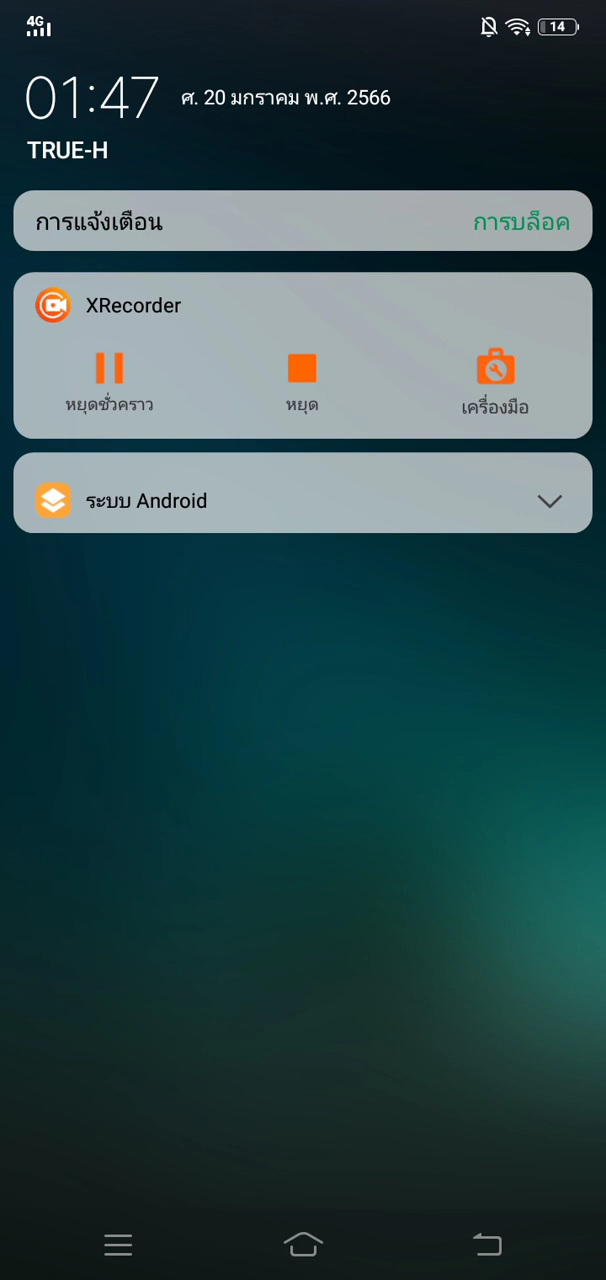 4G
14
01:47 ศ. 20 มกราคม พ.ศ. 2566
TRUE-H
การแจ้งเตือน การบล็อค
XRecorder
หยุดชั่วคราว หยุด เครื่องมือ
ระบบ Android